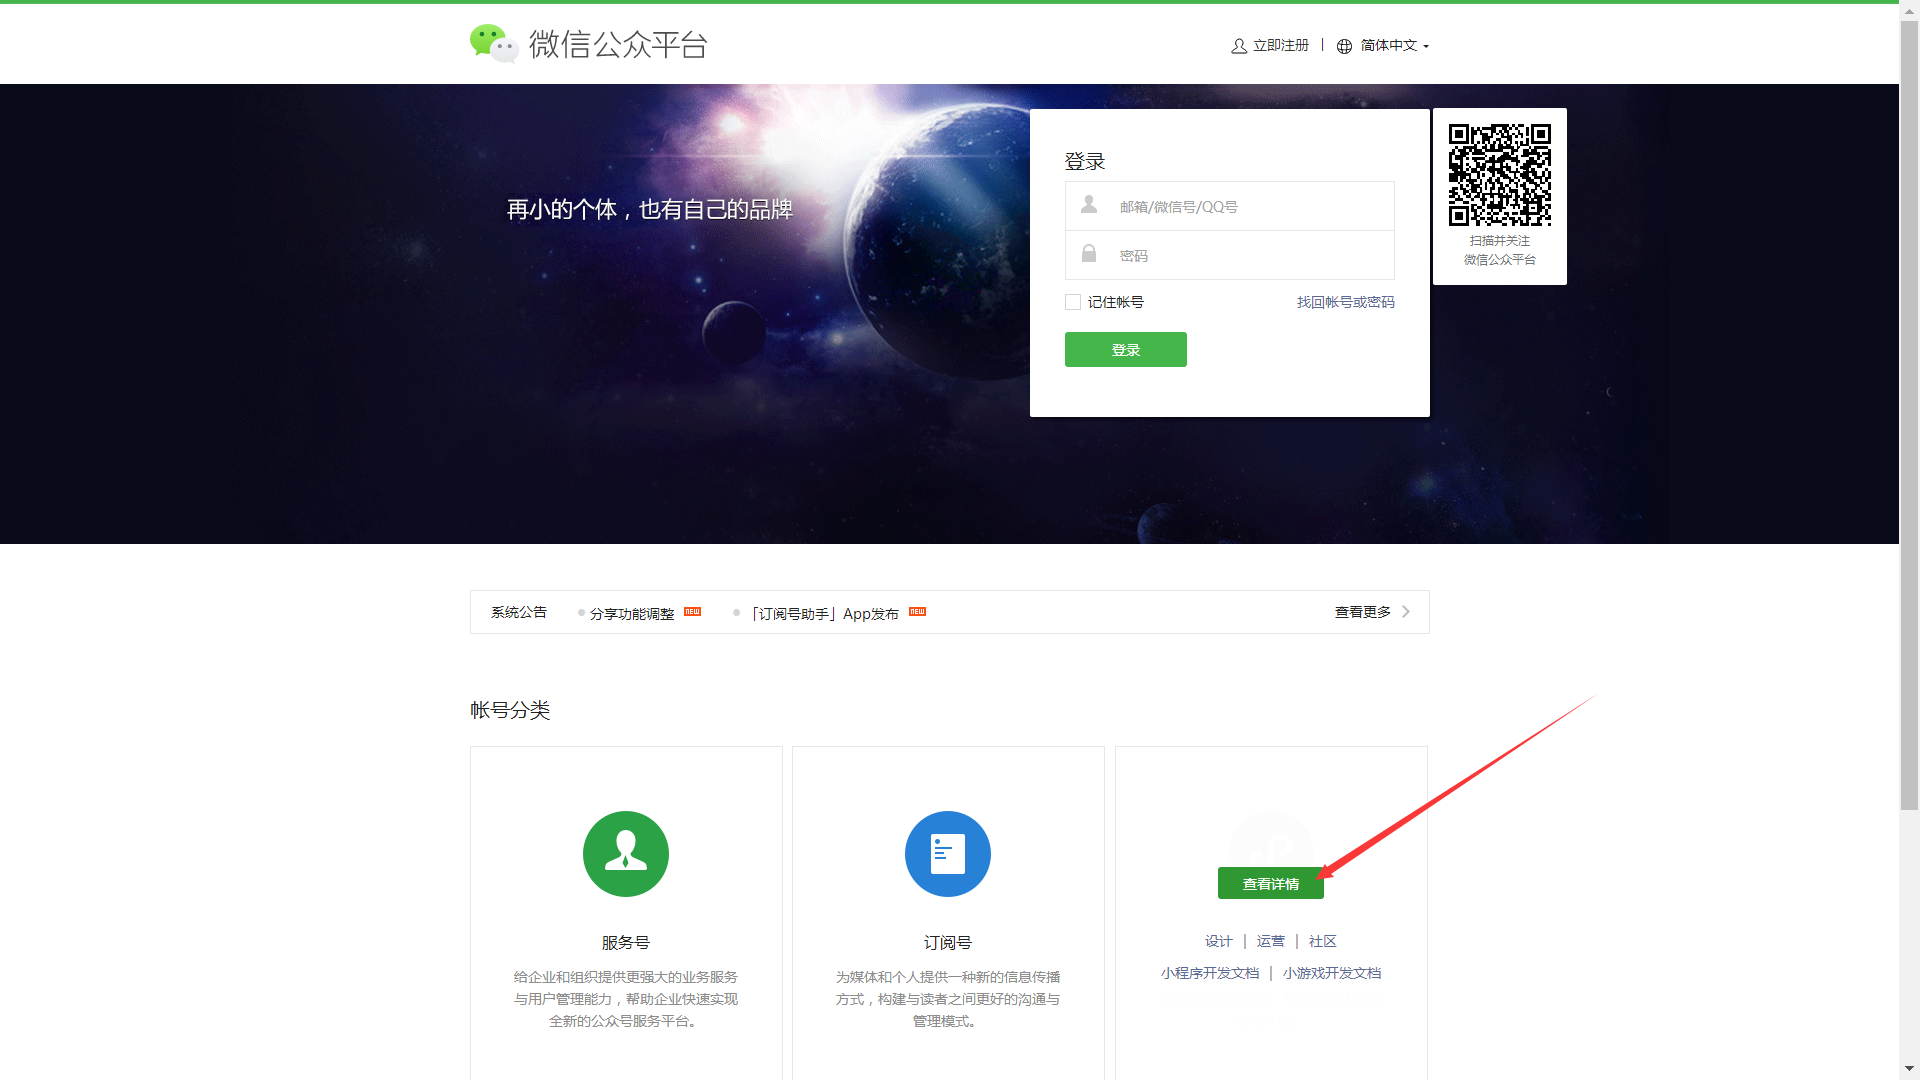 微信公众平台
立即注册 | 简体中文
再小的个体，也有自己的品牌
登录
邮箱/微信号/QQ号
密码
记住帐号 找回帐号或密码
登录
扫描并关注
微信公众平台
系统公告 分享功能调整 NEW 「订阅号助手」App发布 NEW 查看更多
帐号分类
服务号
给企业和组织提供更强大的业务服务
与用户管理能力，帮助企业快速实现
全新的公众号服务平台。
订阅号
为媒体和个人提供一种新的信息传播
方式，构建与读者之间更好的沟通与
管理模式。
查看详情
设计 | 运营 | 社区
小程序开发文档 | 小游戏开发文档